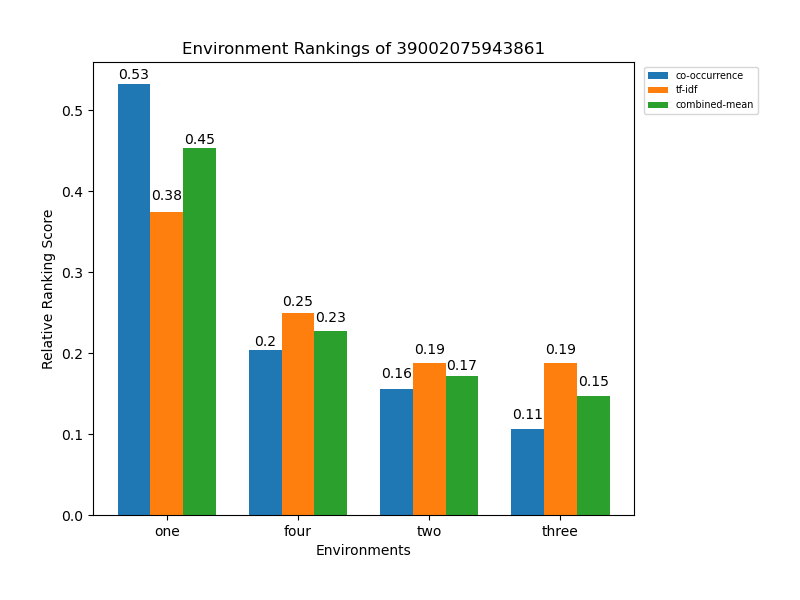 Environment Rankings of 39002075943861
co-occurrence
tf-idf
combined-mean
Relative Ranking Score
0.5
0.4
0.3
0.2
0.1
0.0
0.53
0.38
0.45
0.2
0.25
0.23
0.16
0.19
0.17
0.11
0.19
0.15
one four two three
Environments